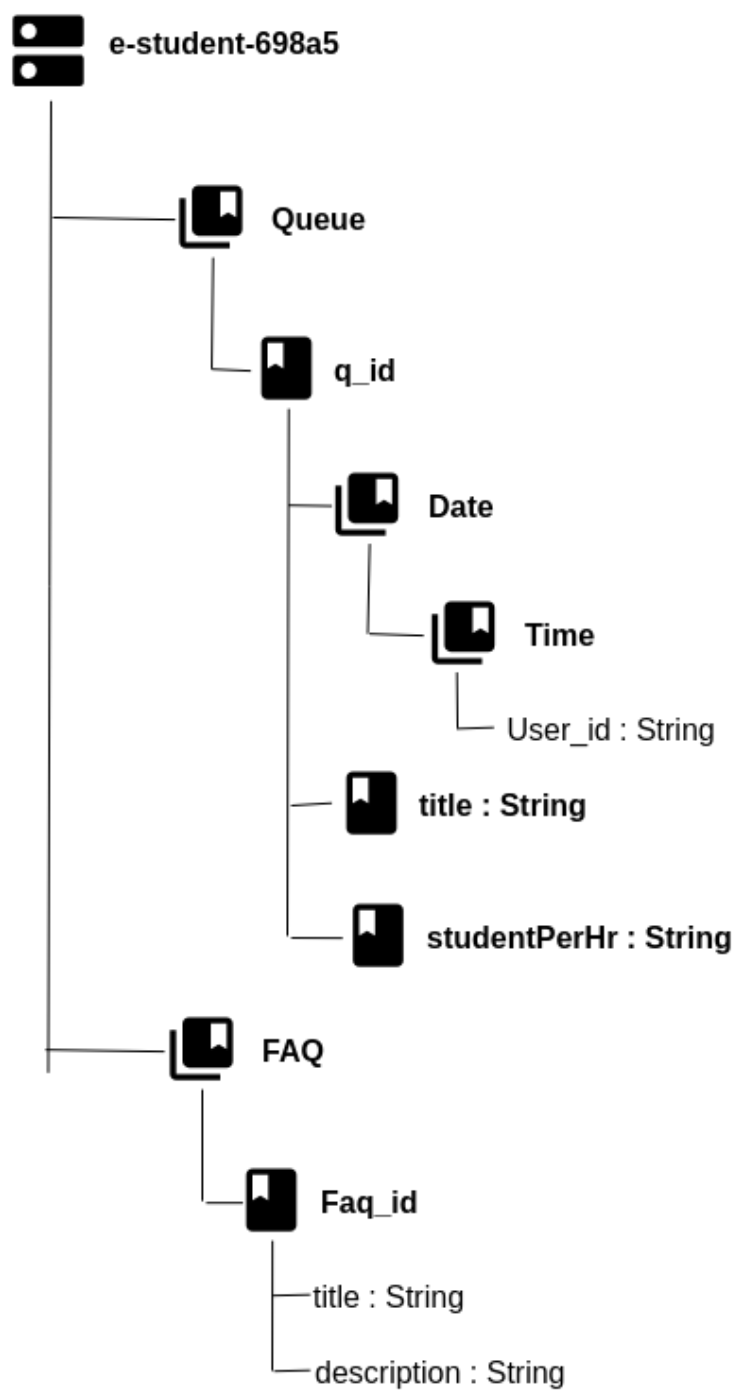 e-student-698a5
Queue
q_id
Date
Time
User_id : String
title : String
studentPerHr : String
FAQ
Faq_id
title : String
description : String